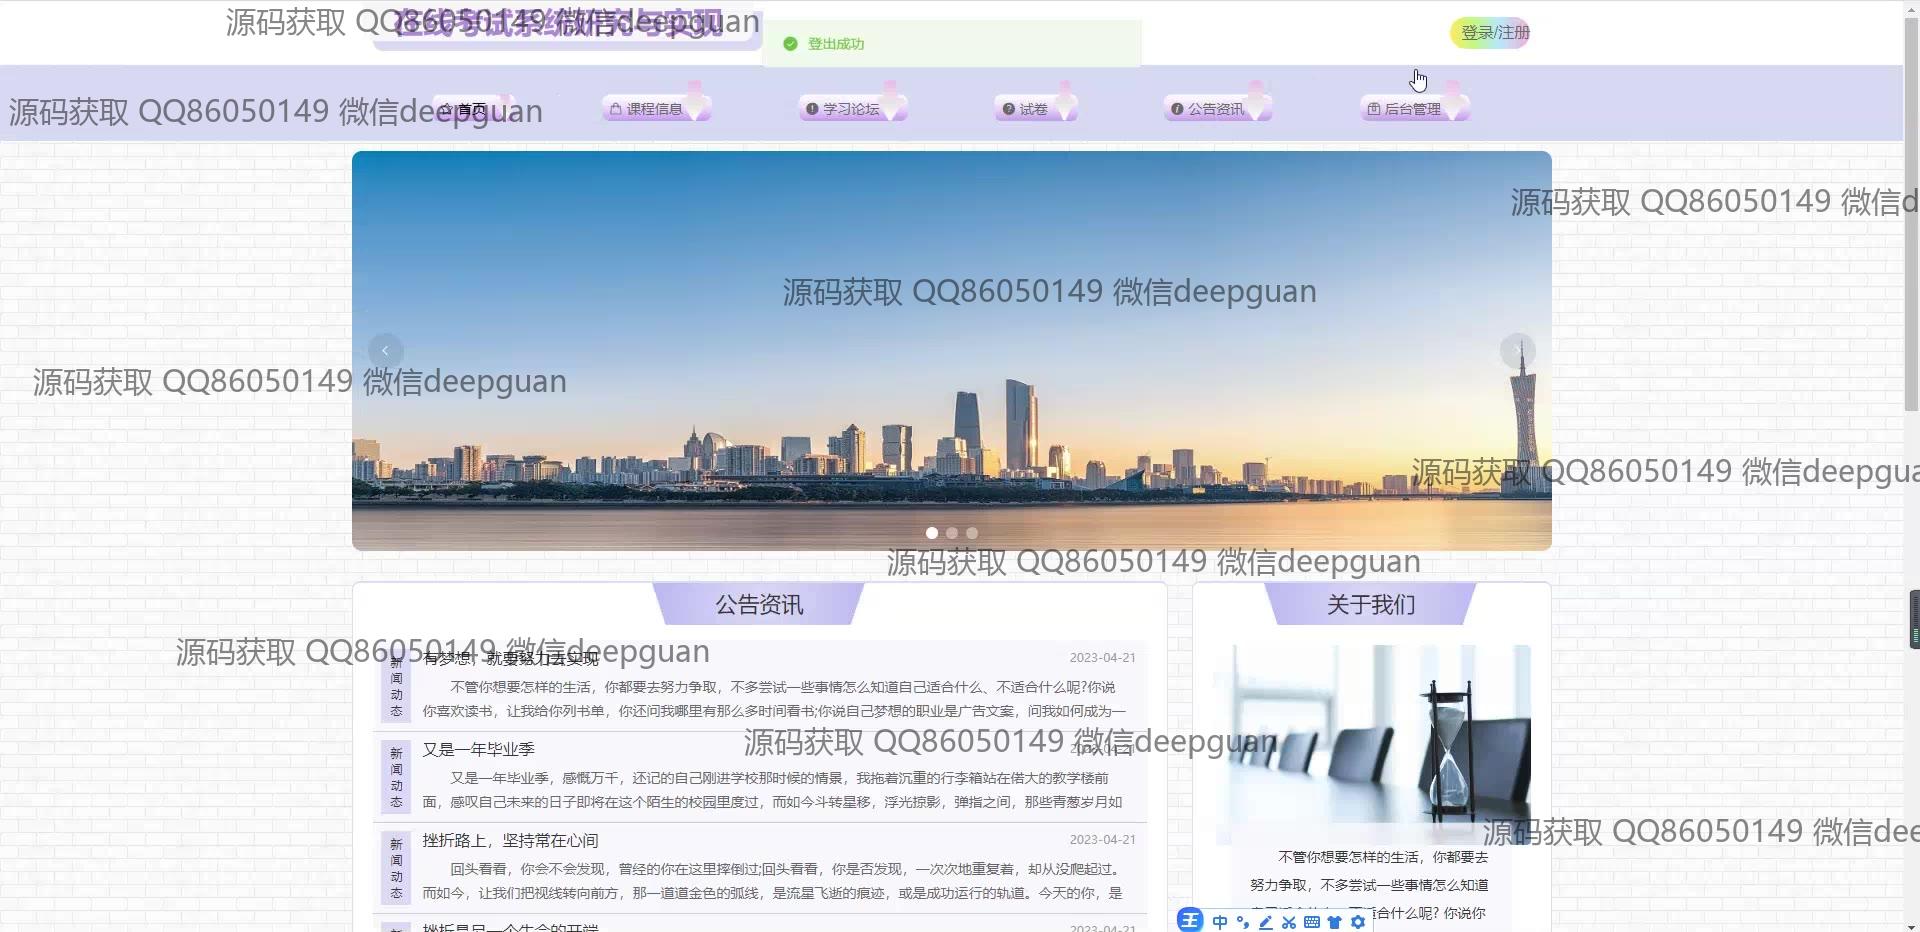 源码获取 QQ86050149 微信deepguan
在线考试系统设计与实现
登出成功
登录/注册
源码获取 QQ86050149 微信deepguan
首页
课程信息
学习论坛
试卷
公告资讯
后台管理
源码获取 QQ86050149 微信d
源码获取 QQ86050149 微信deepguan
源码获取 QQ86050149 微信deepguan
源码获取 QQ86050149 微信deepgua
源码获取 QQ86050149 微信deepguan
公告资讯
关于我们
源码获取 QQ86050149 微信deepguan
新闻动态
有梦想，就要努力去实现
2023-04-21
不管你想要怎样的生活，你都要去努力争取，不多尝试一些事情怎么知道自己适合什么、不适合什么呢?你说
你喜欢读书，让我给你列书单，你还问我哪里有那么多时间看书;你说自己梦想的职业是广告文案，问我如何成为一
源码获取 QQ86050149 微信deepguan
新闻动态
又是一年毕业季
2023-04-21
又是一年毕业季，感慨万千，还记的自己刚进学校那时候的情景，我拖着沉重的行李箱站在偌大的教学楼前
面，感叹自己未来的日子即将在这个陌生的校园里度过，而如今斗转星移，浮光掠影，弹指之间，那些青葱岁月如
新闻动态
挫折路上，坚持常在心间
2023-04-21
回头看看，你会不会发现，曾经的你在这里摔倒过;回头看看，你是否发现，一次次地重复着，却从没爬起过。
而如今，让我们把视线转向前方，那一道道金色的弧线，是流星飞逝的痕迹，或是成功运行的轨道。今天的你，是
挫折是另一个生命的开端
2023-04-21
源码获取 QQ86050149 微信dee
不管你想要怎样的生活，你都要去
努力争取，不多尝试一些事情怎么知道
适合什么呢? 你说你
王 中